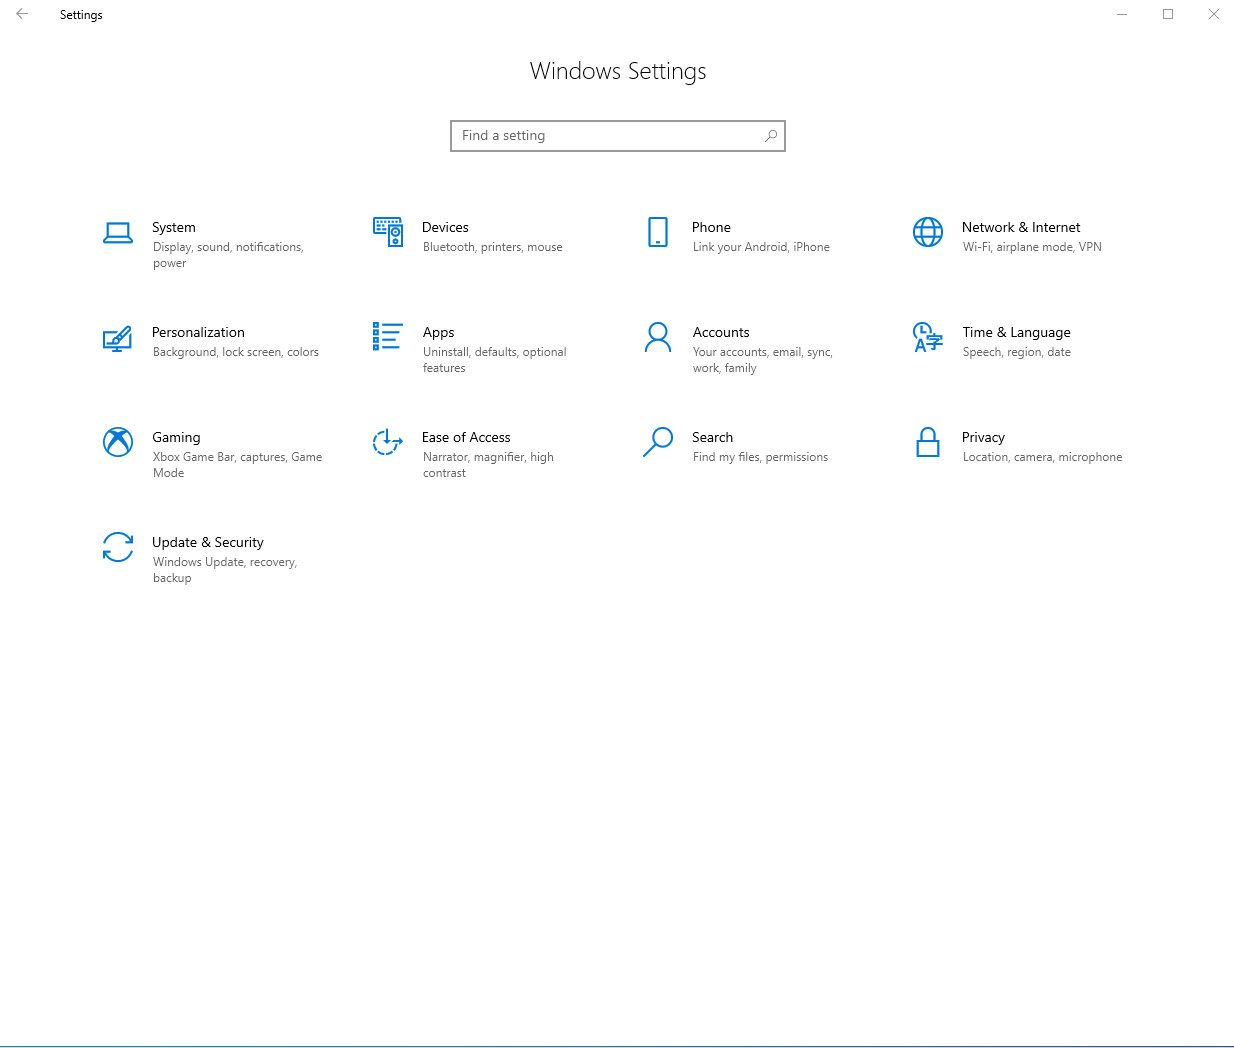 Settings
Windows Settings
Find a setting
System
Display, sound, notifications,
power
Devices
Bluetooth, printers, mouse
Phone
Link your Android, iPhone
Network & Internet
Wi-Fi, airplane mode, VPN
Personalization
Background, lock screen, colors
Apps
Uninstall, defaults, optional
features
Accounts
Your accounts, email, sync,
work, family
Time & Language
Speech, region, date
Gaming
Xbox Game Bar, captures, Game
Mode
Ease of Access
Narrator, magnifier, high
contrast
Search
Find my files, permissions
Privacy
Location, camera, microphone
Update & Security
Windows Update, recovery,
backup